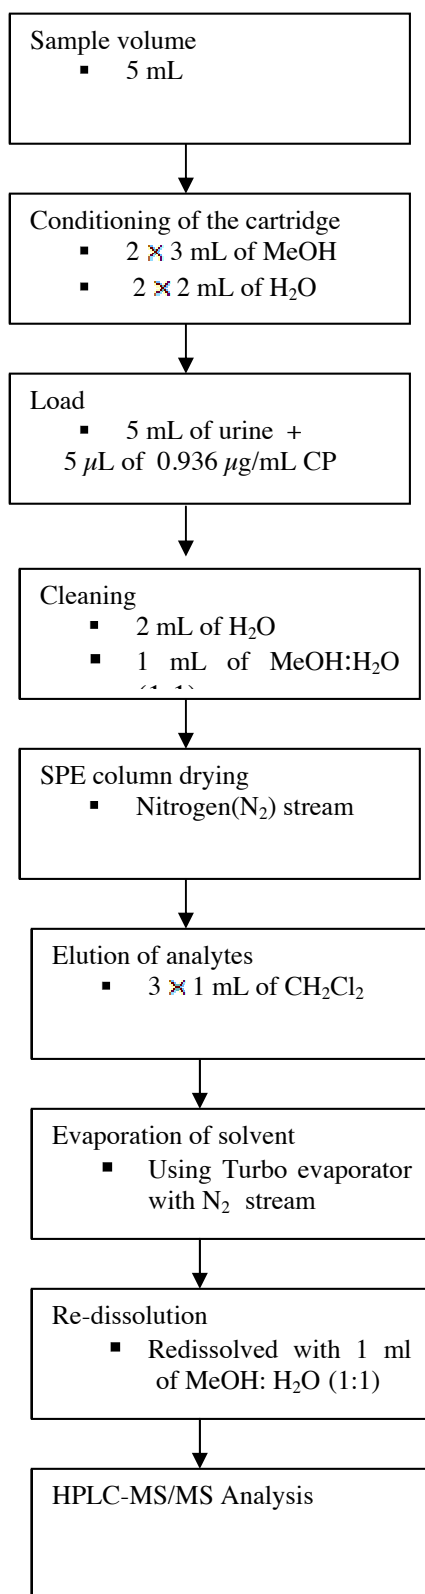 Sample volume
▪ 5 mL
Conditioning of the cartridge
▪ 2 × 3 mL of MeOH
▪ 2 × 2 mL of H₂O
Load
▪ 5 mL of urine +
5 µL of 0.936 µg/mL CP
Cleaning
▪ 2 mL of H₂O
▪ 1 mL of MeOH:H₂O
SPE column drying
▪ Nitrogen(N₂) stream
Elution of analytes
▪ 3 × 1 mL of CH₂Cl₂
Evaporation of solvent
▪ Using Turbo evaporator
with N₂ stream
Re-dissolution
▪ Redissolved with 1 ml
of MeOH: H₂O (1:1)
HPLC-MS/MS Analysis